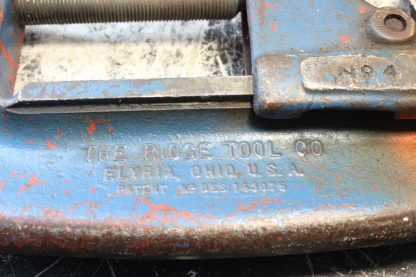 No 4
THE RIDGE TOOL CO.
ELYRIA, OHIO, U.S.A.
PATENT No DES